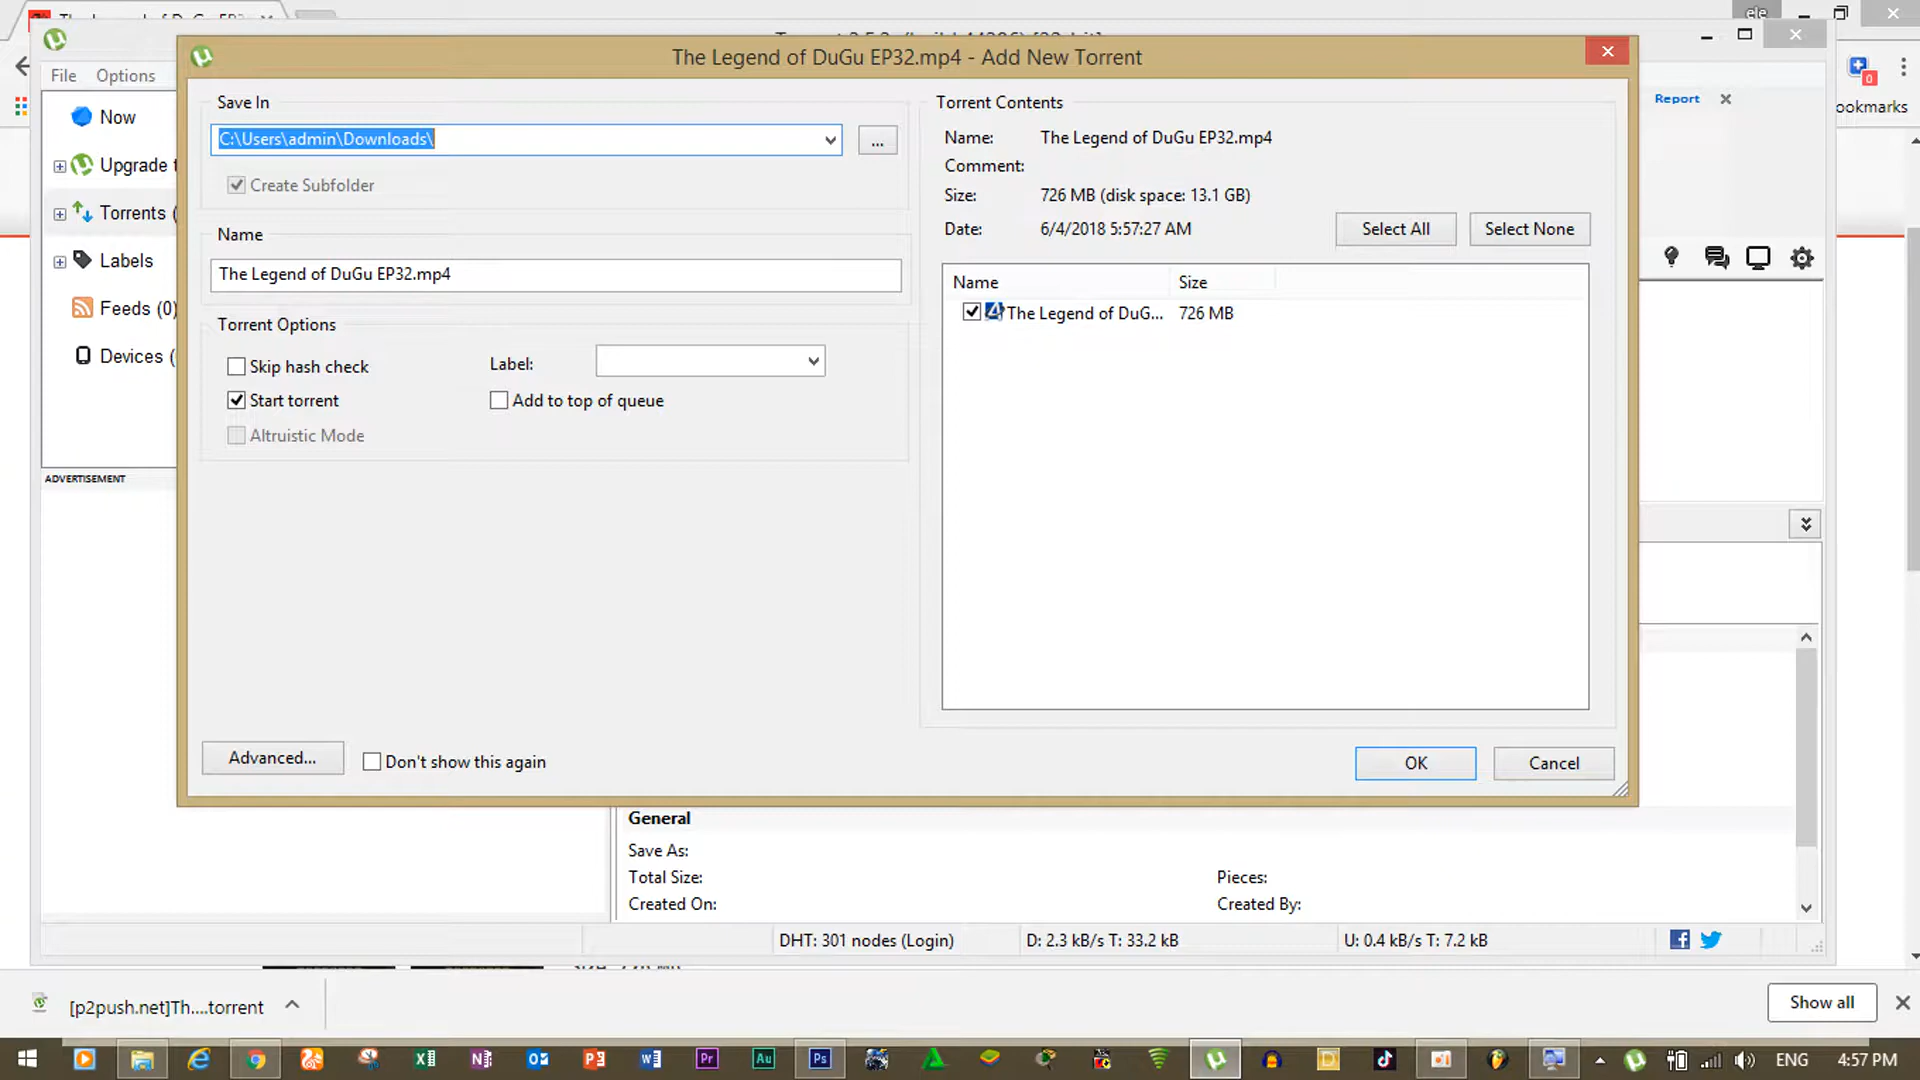 ele
The Legend of DuGu EP32.mp4 - Add New Torrent
File
Options
Report
ookmarks
0
Now
Upgrade t
Torrents (
Labels
Feeds (0)
Devices (
ADVERTISEMENT
Save In
C:\Users\admin\Downloads\
...
Create Subfolder
Name
The Legend of DuGu EP32.mp4
Torrent Options
Skip hash check
Label:
Start torrent
Add to top of queue
Altruistic Mode
Advanced...
Don't show this again
Torrent Contents
Name: The Legend of DuGu EP32.mp4
Comment:
Size: 726 MB (disk space: 13.1 GB)
Date: 6/4/2018 5:57:27 AM
Select All
Select None
Name Size
The Legend of DuG... 726 MB
OK
Cancel
General
Save As:
Total Size:
Pieces:
Created On:
Created By:
DHT: 301 nodes (Login)
D: 2.3 kB/s T: 33.2 kB
U: 0.4 kB/s T: 7.2 kB
[p2push.net]Th....torrent
Show all
ENG
4:57 PM